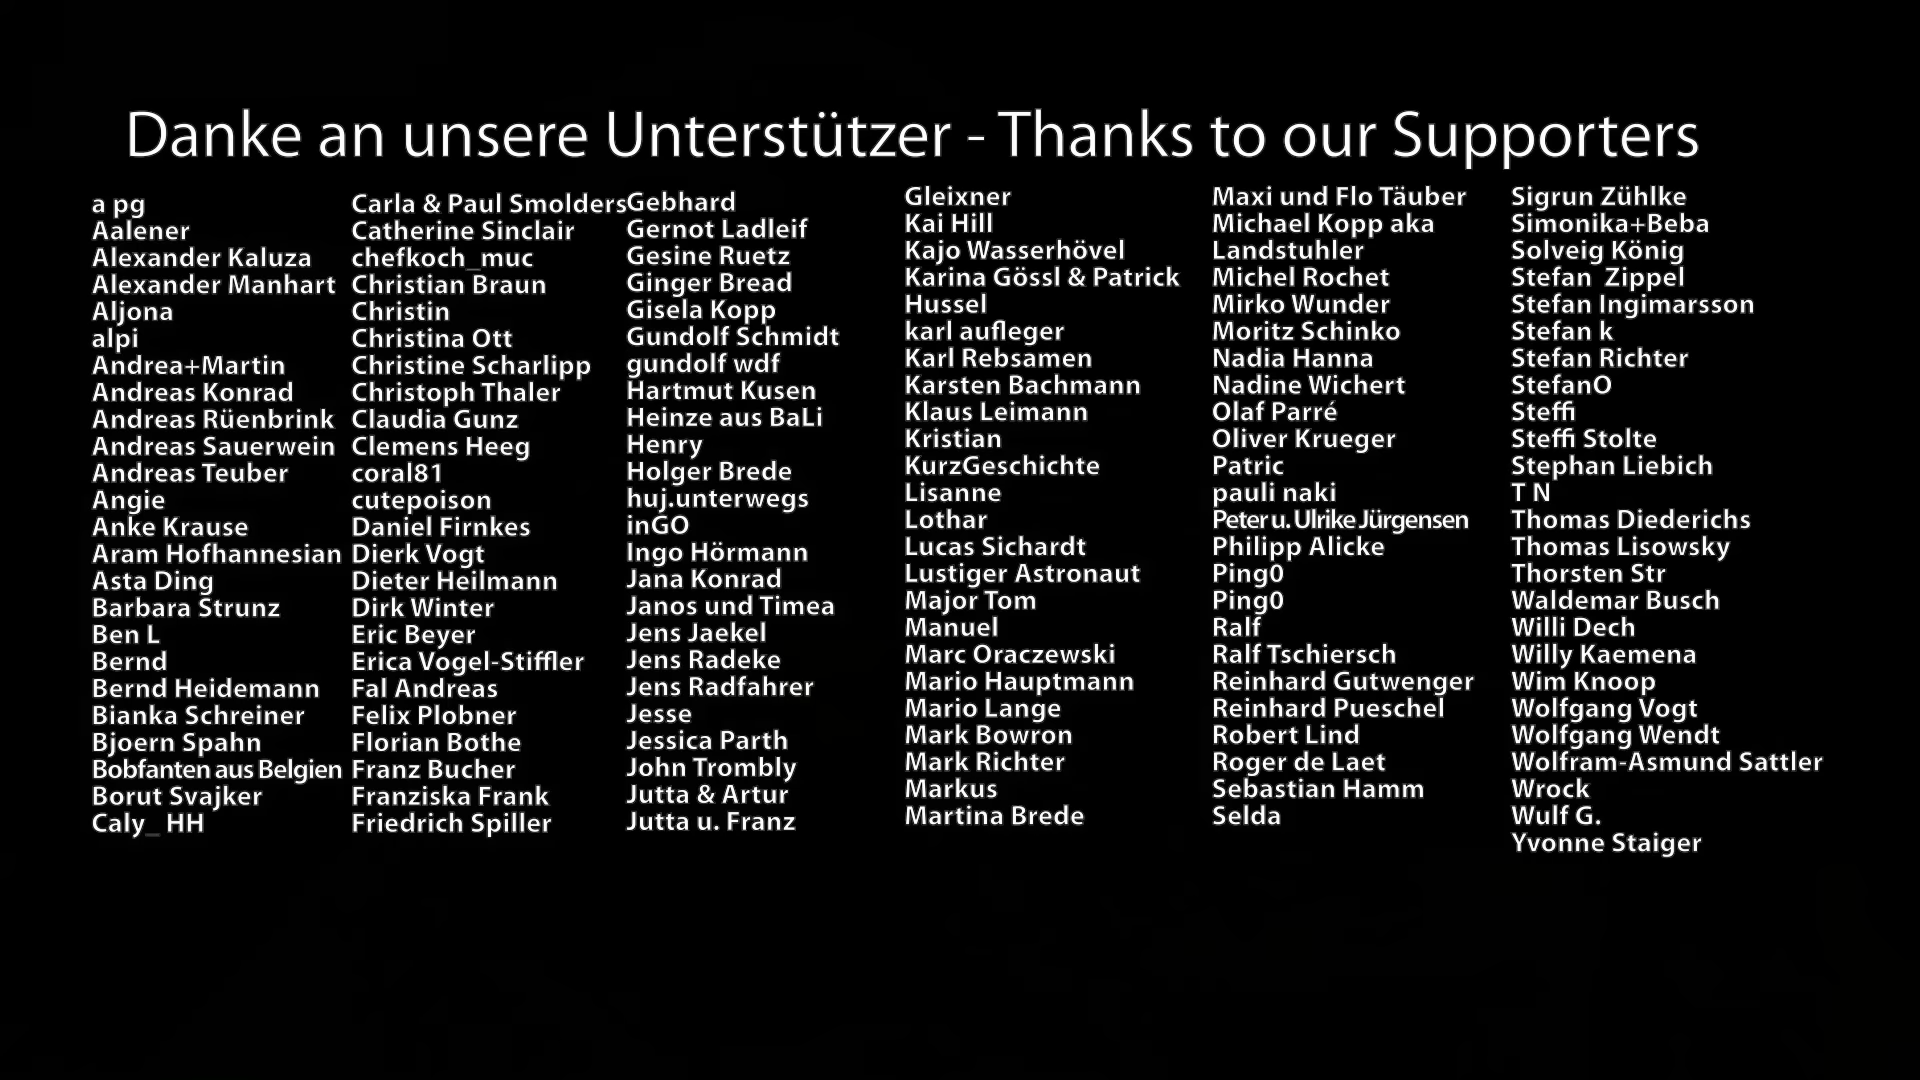 Danke an unsere Unterstützer - Thanks to our Supporters
a pg
Aalener
Alexander Kaluza
Alexander Manhart
Aljona
alpi
Andrea+Martin
Andreas Konrad
Andreas Rüenbrink
Andreas Sauerwein
Andreas Teuber
Angie
Anke Krause
Aram Hofhannesian
Asta Ding
Barbara Strunz
Ben L
Bernd
Bernd Heidemann
Bianka Schreiner
Bjoern Spahn
Bobfanten aus Belgien
Borut Svajker
Caly_ HH
Carla & Paul Smolders
Catherine Sinclair
chefkoch_muc
Christian Braun
Christin
Christina Ott
Christine Scharlipp
Christoph Thaler
Claudia Gunz
Clemens Heeg
coral81
cutepoison
Daniel Firnkes
Dierk Vogt
Dieter Heilmann
Dirk Winter
Eric Beyer
Erica Vogel-Stiffler
Fal Andreas
Felix Plobner
Florian Bothe
Franz Bucher
Franziska Frank
Friedrich Spiller
Gebhard
Gernot Ladleif
Gesine Ruetz
Ginger Bread
Gisela Kopp
Gundolf Schmidt
gundolf wdf
Hartmut Kusen
Heinze aus BaLi
Henry
Holger Brede
huj.unterwegs
inGO
Ingo Hörmann
Jana Konrad
Janos und Timea
Jens Jaekel
Jens Radeke
Jens Radfahrer
Jesse
Jessica Parth
John Trombly
Jutta & Artur
Jutta u. Franz
Gleixner
Kai Hill
Kajo Wasserhövel
Karina Gössl & Patrick
Hussel
karl aufleger
Karl Rebsamen
Karsten Bachmann
Klaus Leimann
Kristian
KurzGeschichte
Lisanne
Lothar
Lucas Sichardt
Lustiger Astronaut
Major Tom
Manuel
Marc Oraczewski
Mario Hauptmann
Mario Lange
Mark Bowron
Mark Richter
Markus
Martina Brede
Maxi und Flo Täuber
Michael Kopp aka
Landstuhler
Michel Rochet
Mirko Wunder
Moritz Schinko
Nadia Hanna
Nadine Wichert
Olaf Parré
Oliver Krueger
Patric
pauli naki
Peter u. Ulrike Jürgensen
Philipp Alicke
Ping0
Ping0
Ralf
Ralf Tschiersch
Reinhard Gutwenger
Reinhard Pueschel
Robert Lind
Roger de Laet
Sebastian Hamm
Selda
Sigrun Zühlke
Simonika+Beba
Solveig König
Stefan  Zippel
Stefan Ingimarsson
Stefan k
Stefan Richter
StefanO
Steffi
Steffi Stolte
Stephan Liebich
T N
Thomas Diederichs
Thomas Lisowsky
Thorsten Str
Waldemar Busch
Willi Dech
Willy Kaemena
Wim Knoop
Wolfgang Vogt
Wolfgang Wendt
Wolfram-Asmund Sattler
Wrock
Wulf G.
Yvonne Staiger